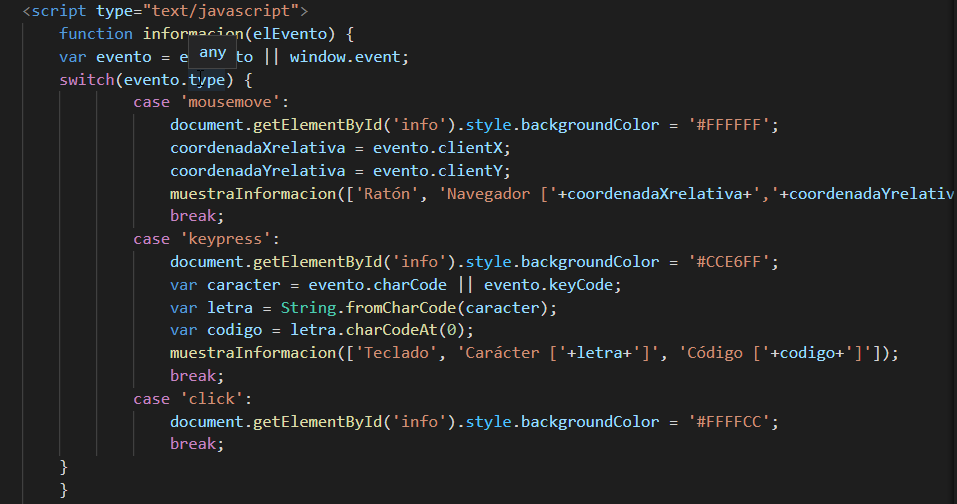 <script type="text/javascript">
function informacion(elEvento) {
any
var evento = e to || window.event;
switch(evento.type) {
case 'mousemove':
document.getElementById('info').style.backgroundColor = '#FFFFFF';
coordenadaXrelativa = evento.clientX;
coordenadaYrelativa = evento.clientY;
muestraInformacion(['Ratón', 'Navegador ['+coordenadaXrelativa+','+coordenadaYrelativ
break;
case 'keypress':
document.getElementById('info').style.backgroundColor = '#CCE6FF';
var caracter = evento.charCode || evento.keyCode;
var letra = String.fromCharCode(caracter);
var codigo = letra.charCodeAt(0);
muestraInformacion(['Teclado', 'Carácter ['+letra+']', 'Código ['+codigo+']']);
break;
case 'click':
document.getElementById('info').style.backgroundColor = '#FFFFCC';
break;
}
}